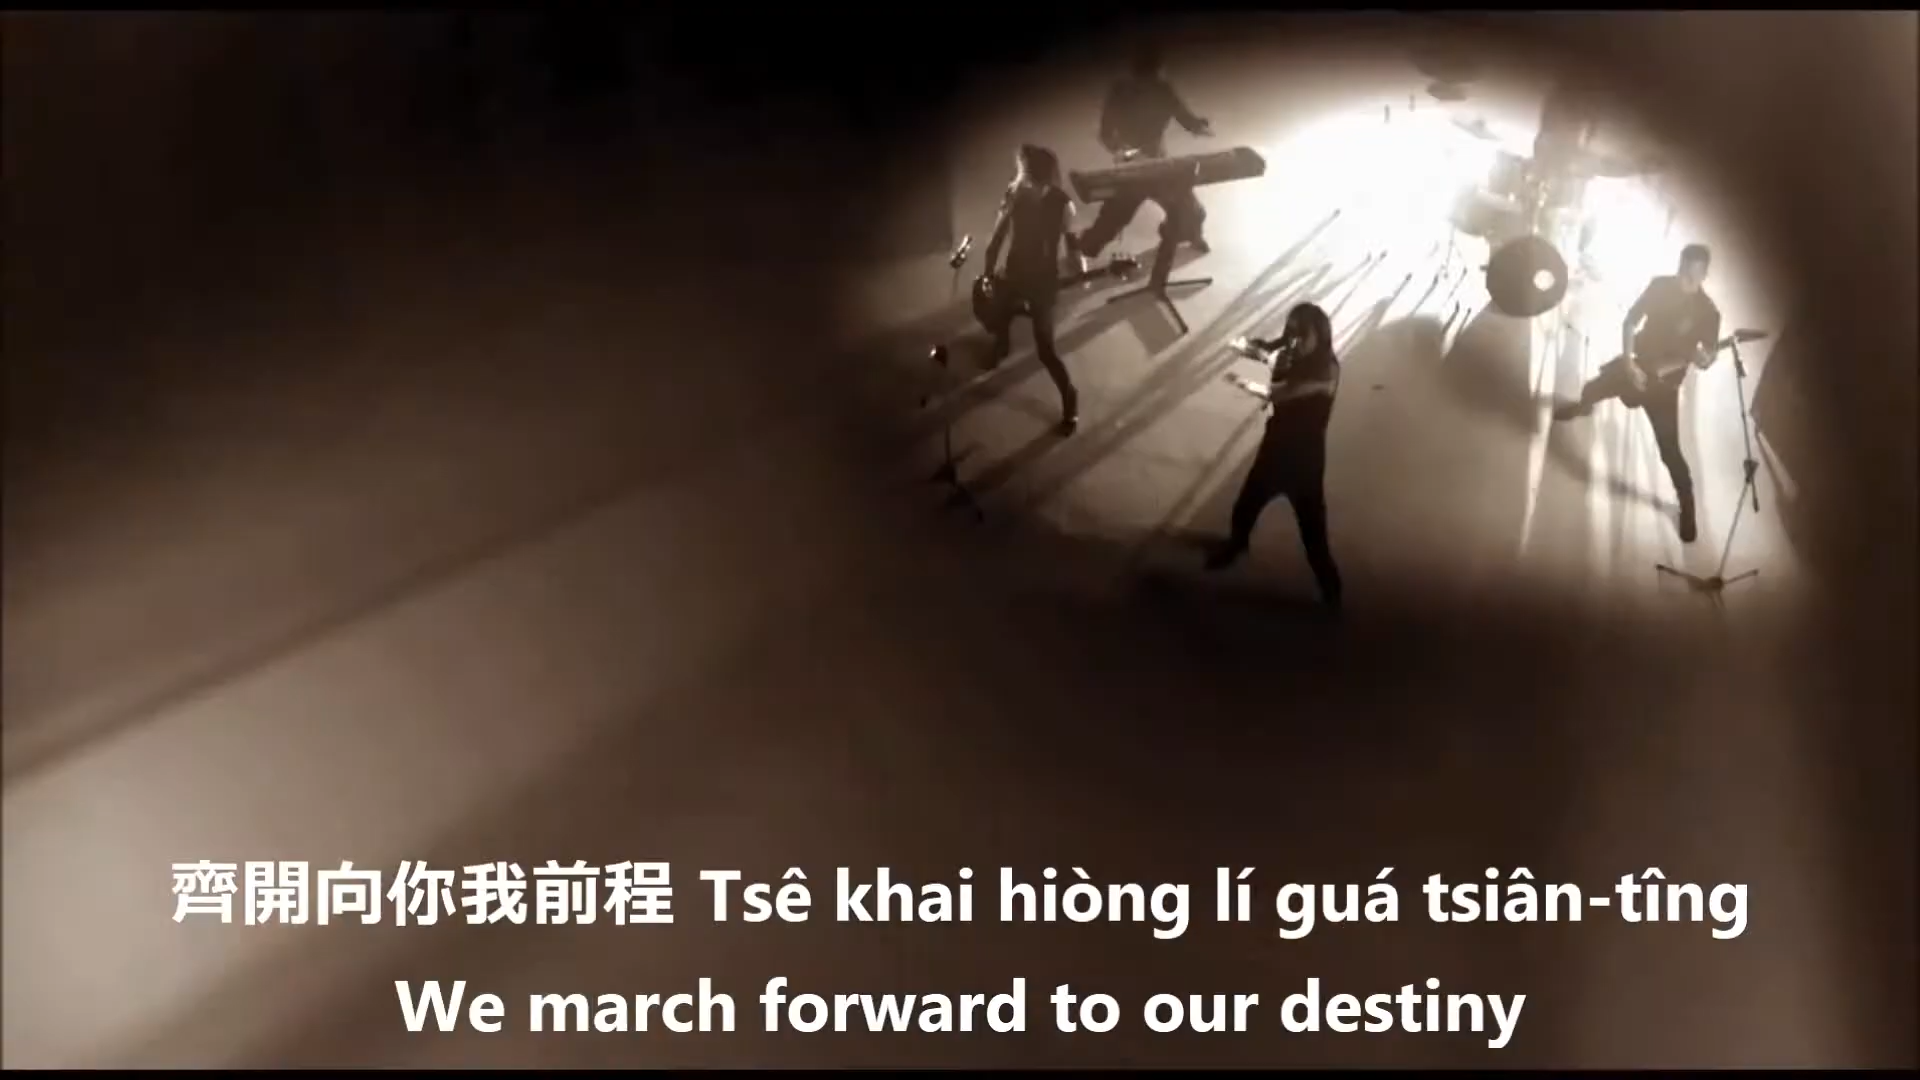 齊開向你我前程 Tsê khai hiòng lí guá tsiân-tîng
We march forward to our destiny